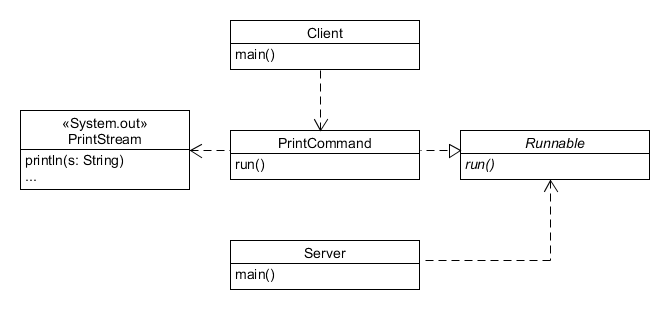 Client
main()
«System.out»
PrintStream
println(s: String)
...
PrintCommand
run()
Runnable
run()
Server
main()